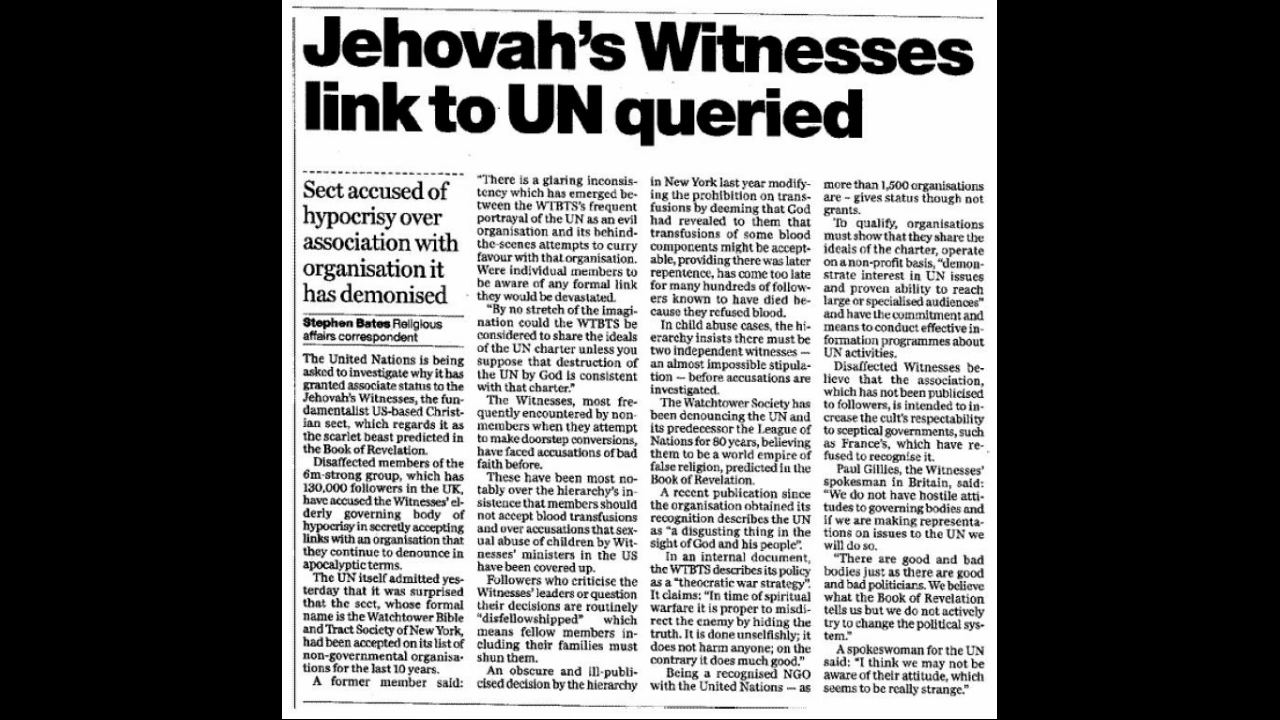 Jehovah's Witnesses
link to UN queried
Sect accused of
hypocrisy over
association with
organisation it
has demonised
Stephen Bates Religious
affairs correspondent
The United Nations is being
asked to investigate why it has
granted associate status to the
Jehovah's Witnesses, the fun-
damentalist US-based Christ-
ian sect, which regards it as
the scarlet beast predicted in
the Book of Revelation.
Disaffected members of the
6m-strong group, which has
130,000 followers in the UK,
have accused the Witnesses' el-
derly governing body of
hypocrisy in secretly accepting
links with an organisation that
they continue to denounce in
apocalyptic terms.
The UN itself admitted yes-
terday that it was surprised
that the sect, whose formal
name is the Watchtower Bible
and Tract Society of New York,
had been accepted on its list of
non-governmental organisa-
tions for the last 10 years.
A former member said:
"There is a glaring inconsis-
tency which has emerged be-
tween the WTBTS's frequent
portrayal of the UN as an evil
organisation and its behind-
the-scenes attempts to curry
favour with that organisation.
Were individual members to
be aware of any formal link
they would be devastated.
"By no stretch of the imagi-
nation could the WTBTS be
considered to share the ideals
of the UN charter unless you
suppose that destruction of
the UN by God is consistent
with that charter."
The Witnesses, most fre-
quently encountered by non-
members when they attempt
to make doorstep conversions,
have faced accusations of bad
faith before.
These have been most no-
tably over the hierarchy's in-
sistence that members should
not accept blood transfusions
and over accusations that sex-
ual abuse of children by Wit-
nesses' ministers in the US
have been covered up.
Followers who criticise the
Witnesses' leaders or question
their decisions are routinely
"disfellowshipped" which
means fellow members in-
cluding their families must
shun them.
An obscure and ill-publi-
cised decision by the hierarchy
in New York last year modify-
ing the prohibition on trans-
fusions by deeming that God
had revealed to them that
transfusions of some blood
components might be accept-
able, providing there was later
repentence, has come too late
for many hundreds of follow-
ers known to have died be-
cause they refused blood.
In child abuse cases, the hi-
erarchy insists there must be
two independent witnesses —
an almost impossible stipula-
tion — before accusations are
investigated.
The Watchtower Society has
been denouncing the UN and
its predecessor the League of
Nations for 80 years, believing
them to be a world empire of
false religion, predicted in the
Book of Revelation.
A recent publication since
the organisation obtained its
recognition describes the UN
as "a disgusting thing in the
sight of God and his people".
In an internal document,
the WTBTS describes its policy
as a "theocratic war strategy".
It claims: "In time of spiritual
warfare it is proper to misdi-
rect the enemy by hiding the
truth. It is done unselfishly; it
does not harm anyone; on the
contrary it does much good."
Being a recognised NGO
with the United Nations — as
more than 1,500 organisations
are – gives status though not
grants.
To qualify, organisations
must show that they share the
ideals of the charter, operate
on a non-profit basis, "demon-
strate interest in UN issues
and proven ability to reach
large or specialised audiences"
and have the commitment and
means to conduct effective in-
formation programmes about
UN activities.
Disaffected Witnesses be-
lieve that the association,
which has not been publicised
to followers, is intended to in-
crease the cult's respectability
to sceptical governments, such
as France's, which have re-
fused to recognise it.
Paul Gillies, the Witnesses'
spokesman in Britain, said:
"We do not have hostile atti-
tudes to governing bodies and
if we are making representa-
tions on issues to the UN we
will do so.
"There are good and bad
bodies just as there are good
and bad politicians. We believe
what the Book of Revelation
tells us but we do not actively
try to change the political sys-
tem."
A spokeswoman for the UN
said: "I think we may not be
aware of their attitude, which
seems to be really strange."